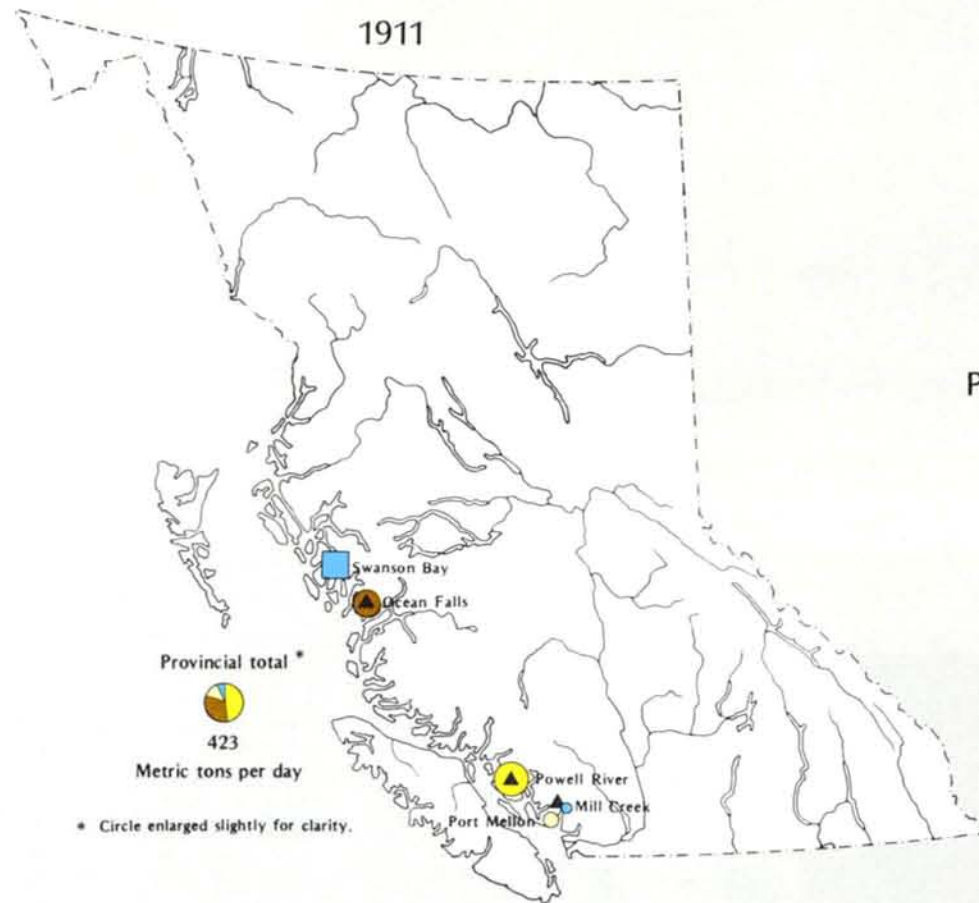 1911
P
Swanson Bay
Ocean Falls
Provincial total *
423
Metric tons per day
Powell River
Mill Creek
Port Mellon
* Circle enlarged slightly for clarity.